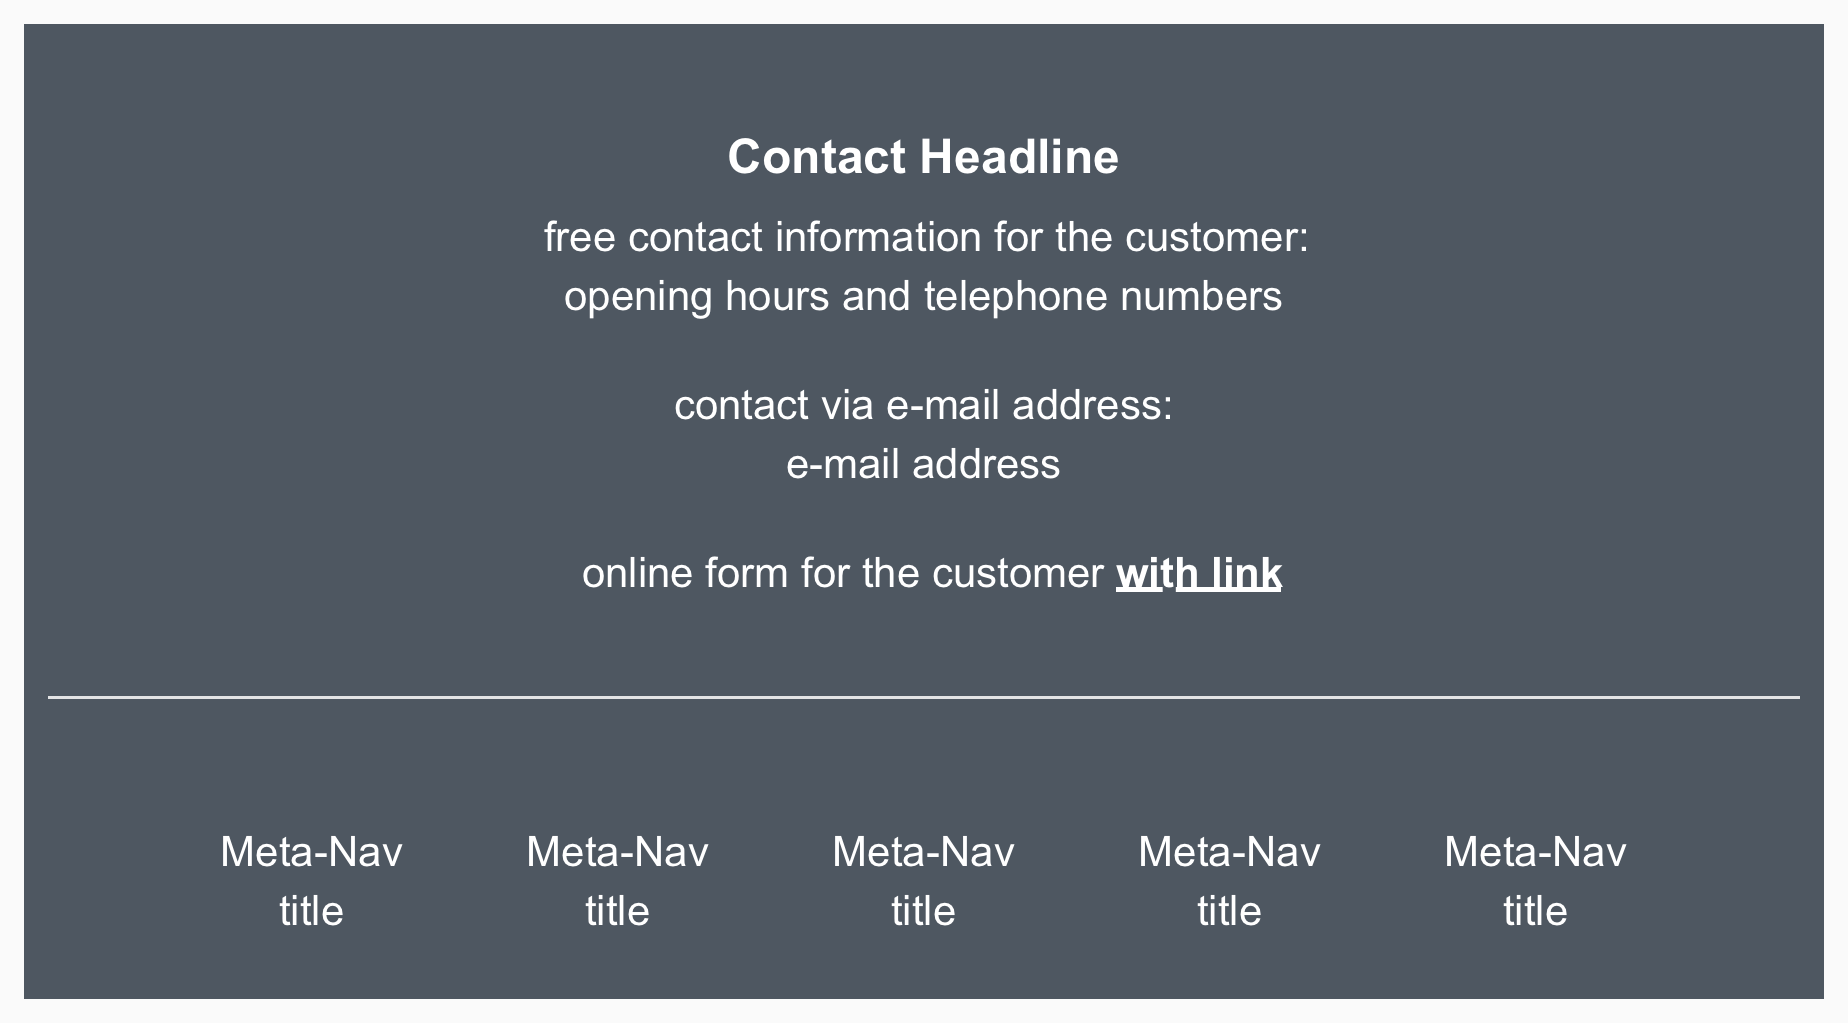 Contact Headline
free contact information for the customer:
opening hours and telephone numbers
contact via e-mail address:
e-mail address
online form for the customer with link
Meta-Nav title
Meta-Nav title
Meta-Nav title
Meta-Nav title
Meta-Nav title